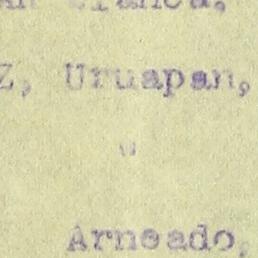 Z, Uruapan,
"
Arneado,